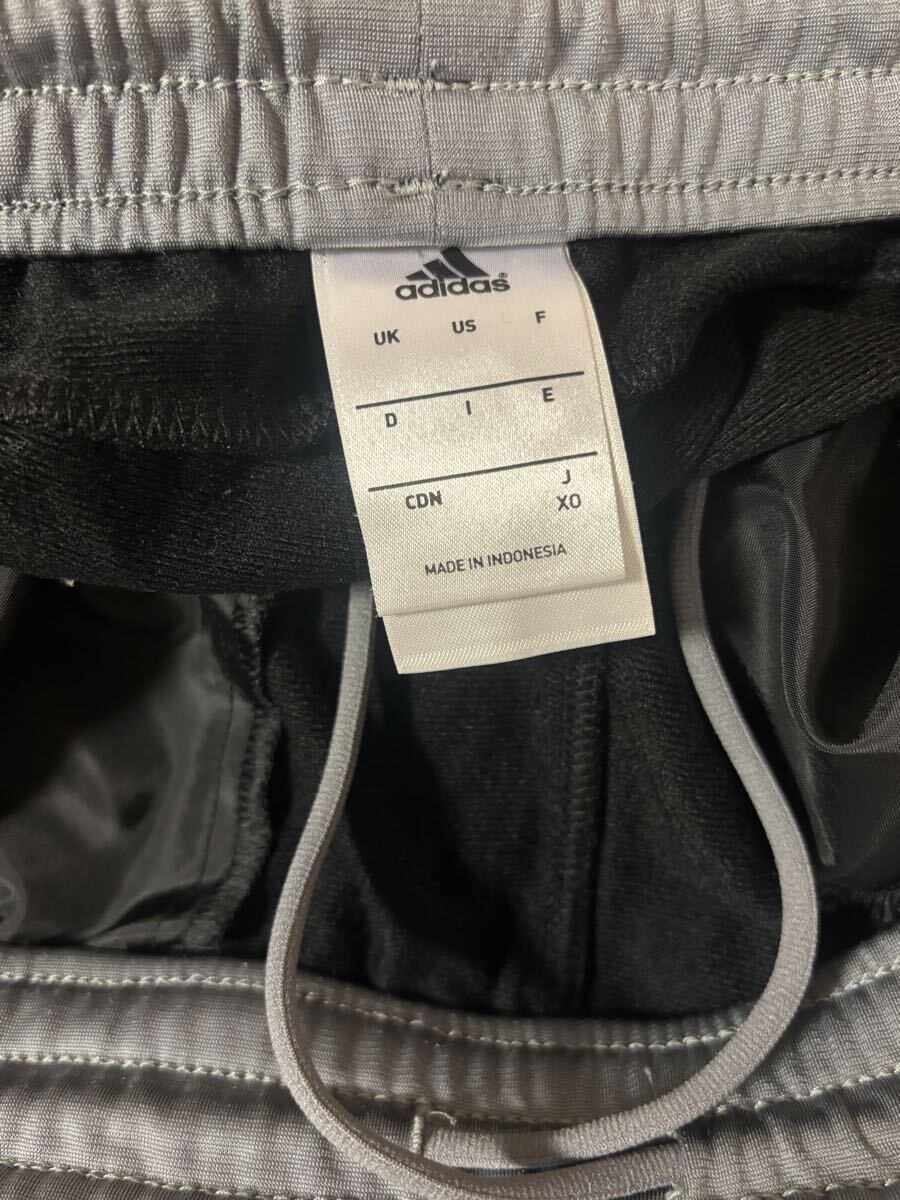 adidas®
UK US F
D I E
CDN J
XO
MADE IN INDONESIA